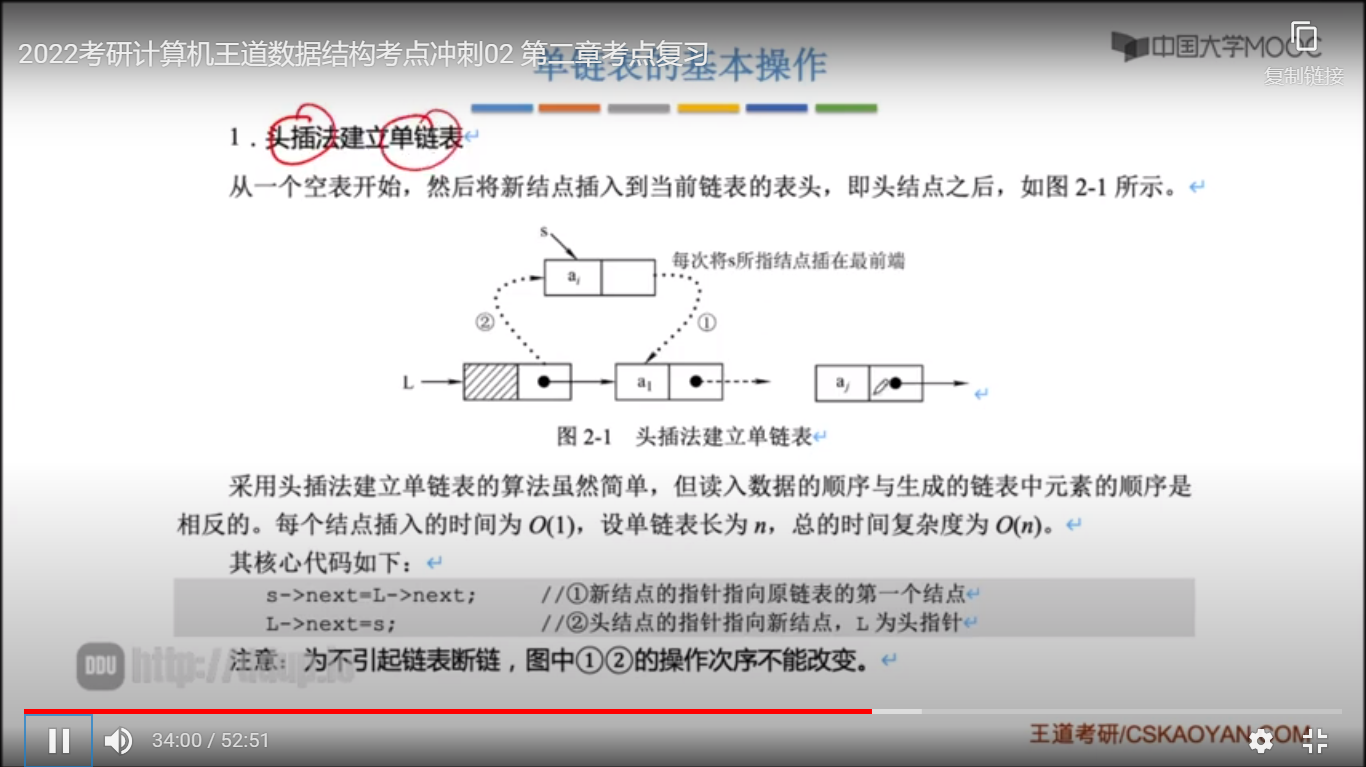 2022考研计算机王道数据结构考点冲刺02 第二章考点复习
单链表的基本操作
中国大学MOOC
复制链接
1．头插法建立单链表
从一个空表开始，然后将新结点插入到当前链表的表头，即头结点之后，如图 2-1 所示。
s
每次将s所指结点插在最前端
aᵢ
② ①
L a₁ aⱼ
图 2-1 头插法建立单链表
采用头插法建立单链表的算法虽然简单，但读入数据的顺序与生成的链表中元素的顺序是
相反的。每个结点插入的时间为 O(1)，设单链表长为 n，总的时间复杂度为 O(n)。
其核心代码如下：
s->next=L->next; //①新结点的指针指向原链表的第一个结点
L->next=s; //②头结点的指针指向新结点，L 为头指针
注意：为不引起链表断链，图中①②的操作次序不能改变。
DDU
34:00 / 52:51
王道考研/CSKAOYAN.COM